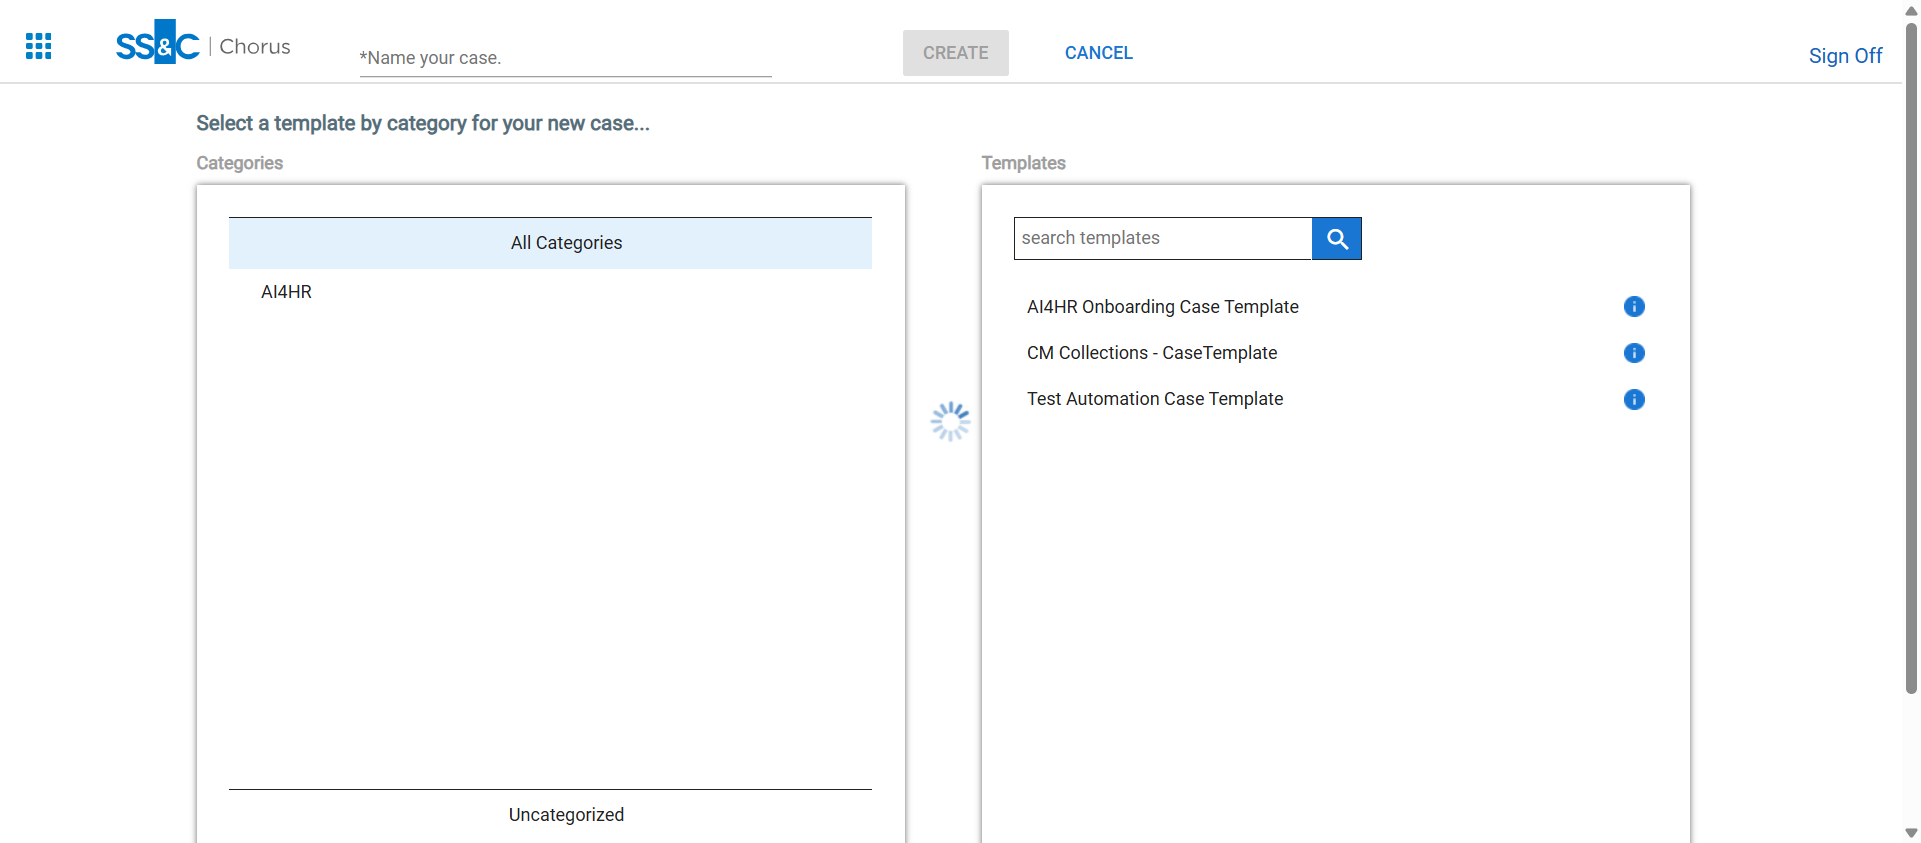 SS&C | Chorus
*Name your case.
CREATE
CANCEL
Sign Off
Select a template by category for your new case...
Categories
Templates
All Categories
AI4HR
search templates
AI4HR Onboarding Case Template
CM Collections - CaseTemplate
Test Automation Case Template
Uncategorized